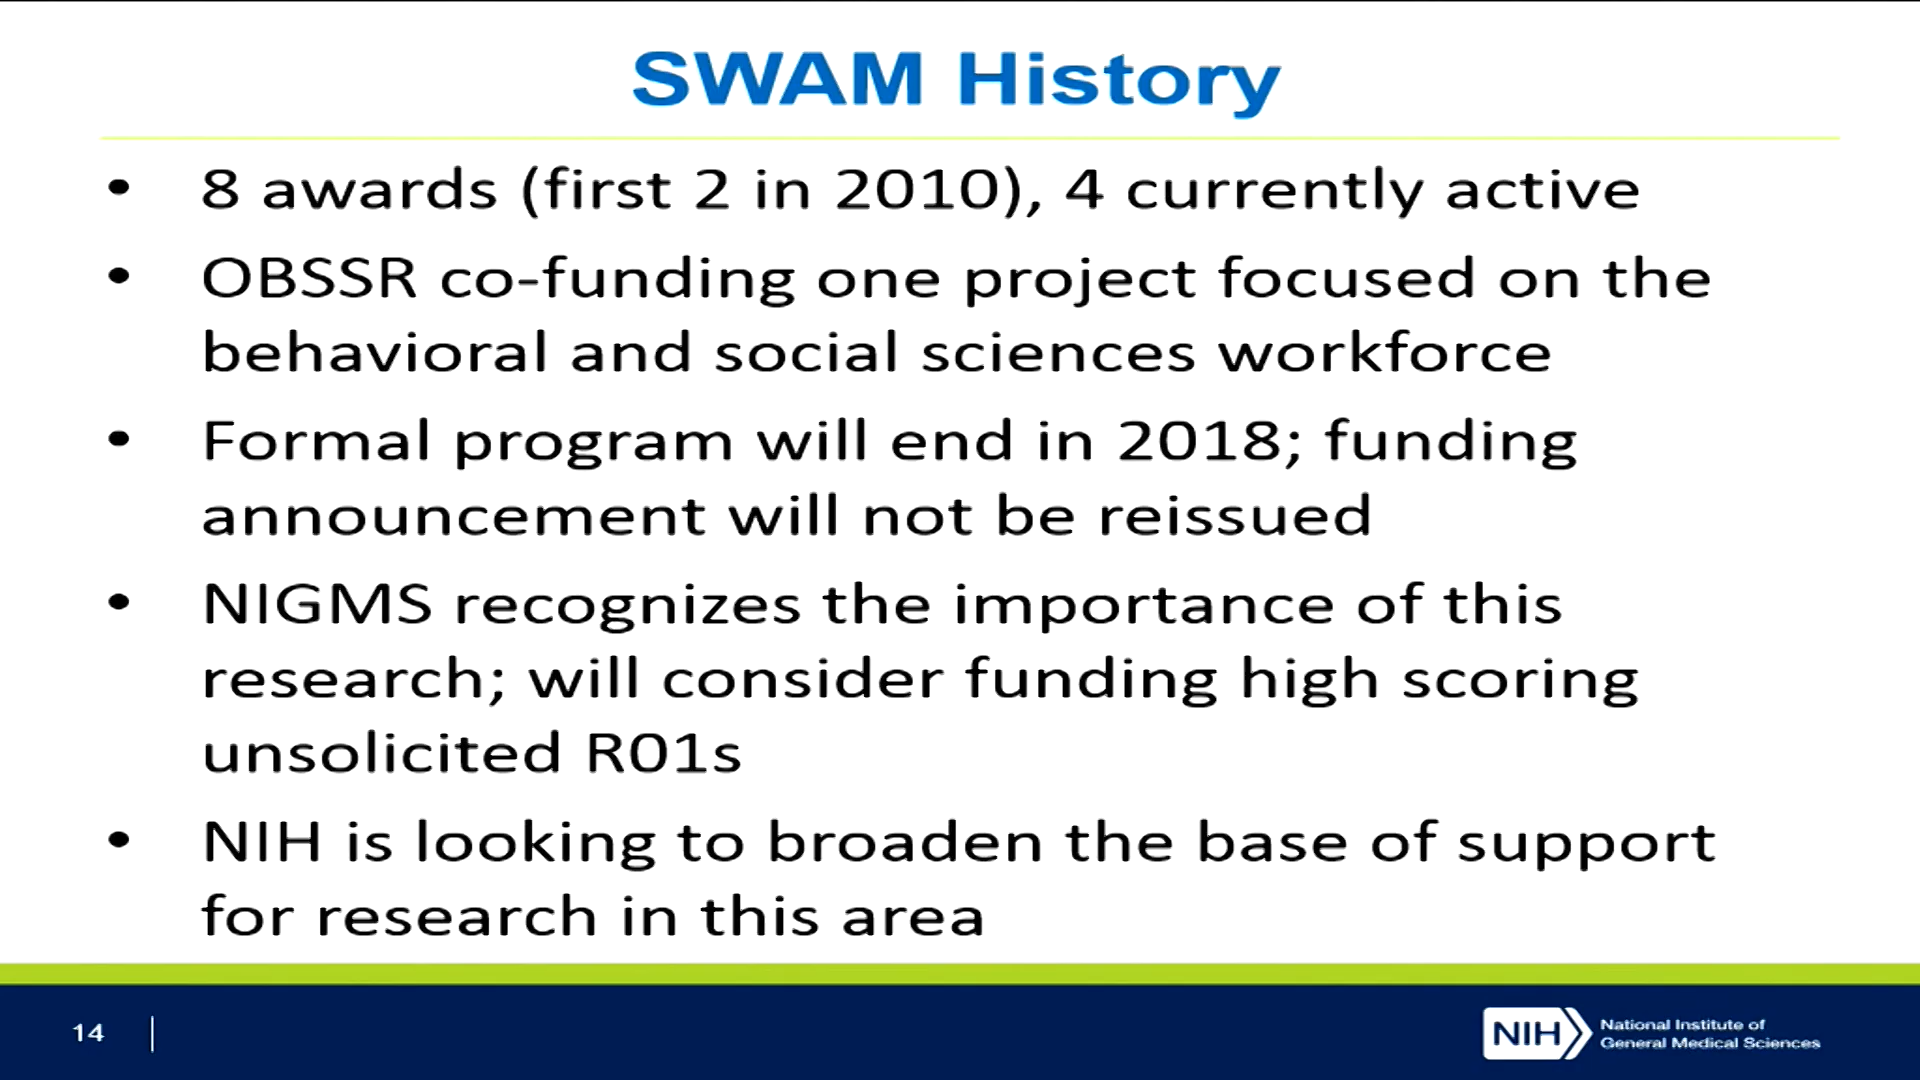 SWAM History
• 8 awards (first 2 in 2010), 4 currently active
• OBSSR co-funding one project focused on the
behavioral and social sciences workforce
• Formal program will end in 2018; funding
announcement will not be reissued
• NIGMS recognizes the importance of this
research; will consider funding high scoring
unsolicited R01s
• NIH is looking to broaden the base of support
for research in this area
14
NIH
National Institute of
General Medical Sciences